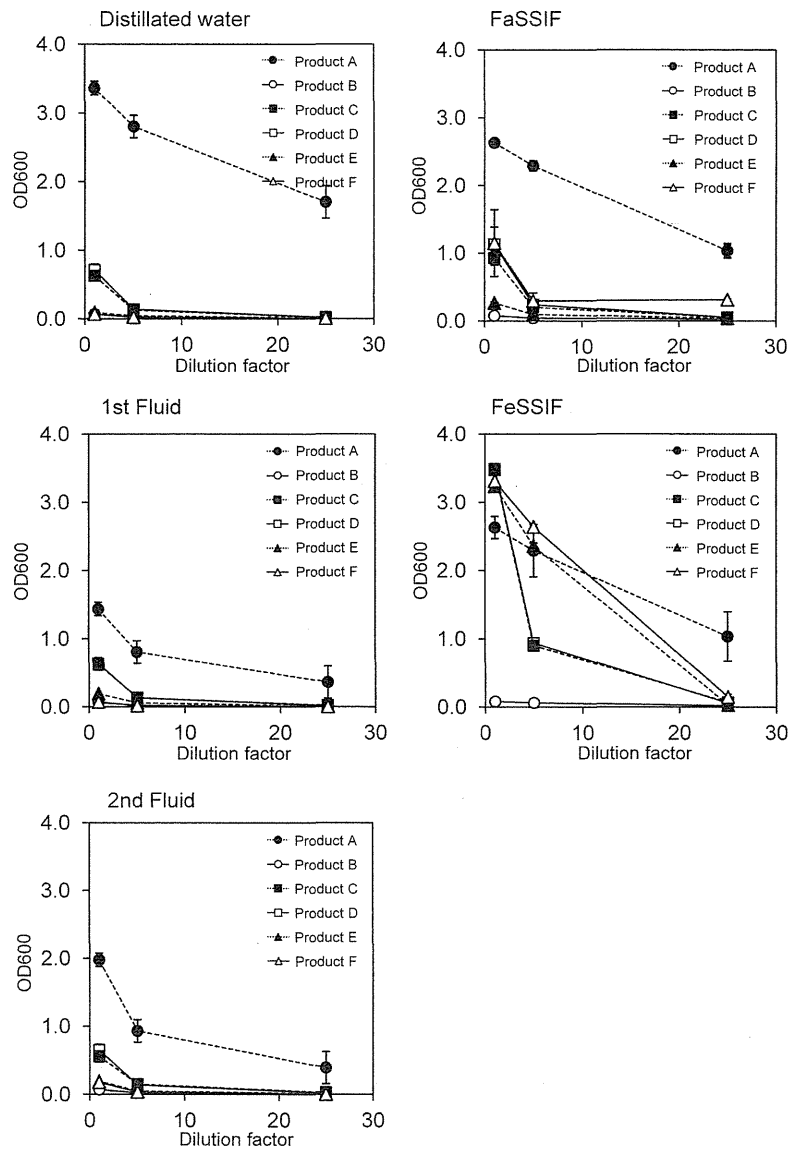 Distillated water
4.0
3.0
2.0
1.0
0.0
OD600
0
10
20
30
Dilution factor
Product A
Product B
Product C
Product D
Product E
Product F
FaSSIF
4.0
3.0
2.0
1.0
0.0
OD600
0
10
20
30
Dilution factor
Product A
Product B
Product C
Product D
Product E
Product F
1st Fluid
4.0
3.0
2.0
1.0
0.0
OD600
0
10
20
30
Dilution factor
Product A
Product B
Product C
Product D
Product E
Product F
FeSSIF
4.0
3.0
2.0
1.0
0.0
OD600
0
10
20
30
Dilution factor
Product A
Product B
Product C
Product D
Product E
Product F
2nd Fluid
4.0
3.0
2.0
1.0
0.0
OD600
0
10
20
30
Dilution factor
Product A
Product B
Product C
Product D
Product E
Product F